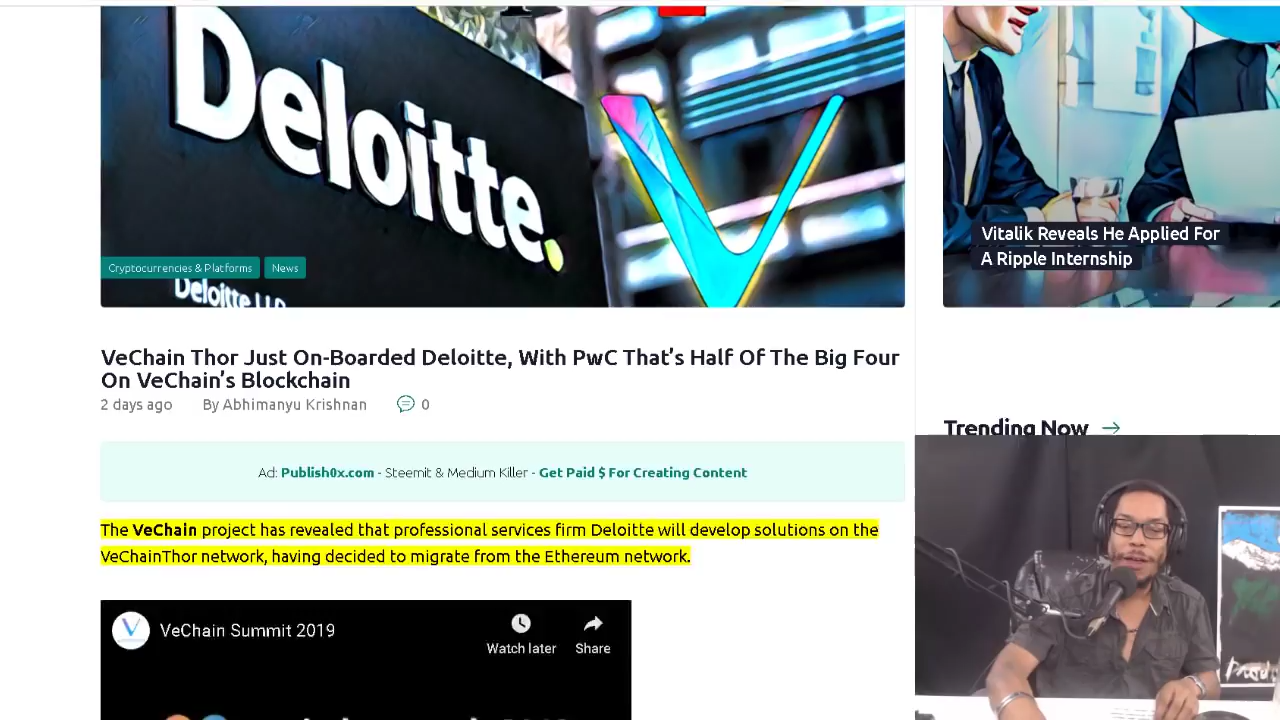 Deloitte.
Cryptocurrencies & Platforms
News
Deloitte LLP
Vitalik Reveals He Applied For
A Ripple Internship
VeChain Thor Just On-Boarded Deloitte, With PwC That's Half Of The Big Four
On VeChain's Blockchain
2 days ago
By Abhimanyu Krishnan
0
Trending Now
Ad: Publish0x.com - Steemit & Medium Killer - Get Paid $ For Creating Content
The VeChain project has revealed that professional services firm Deloitte will develop solutions on the
VeChainThor network, having decided to migrate from the Ethereum network.
VeChain Summit 2019
Watch later
Share